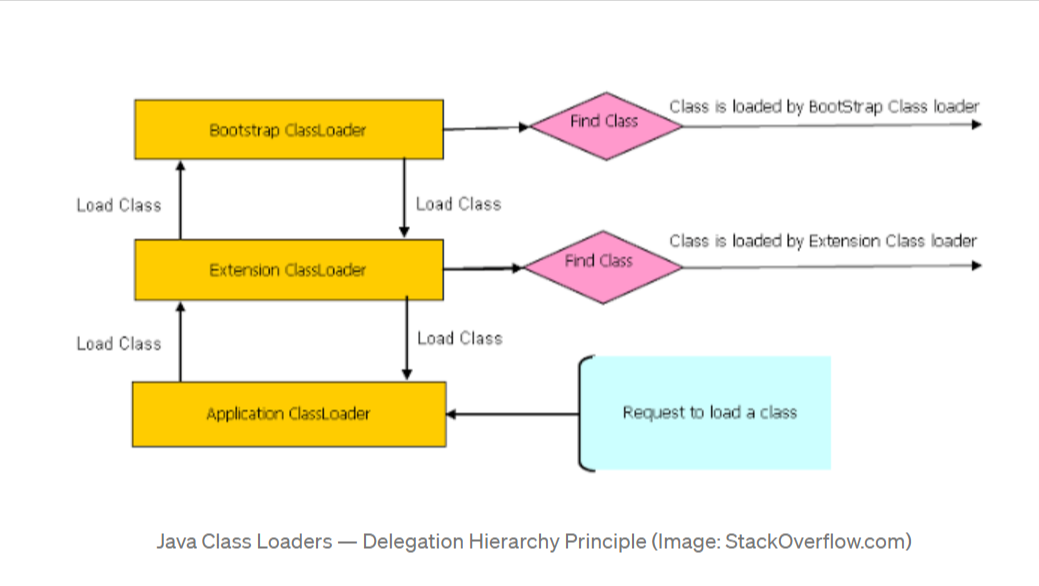 Class is loaded by BootStrap Class loader
Find Class
Bootstrap ClassLoader
Load Class
Load Class
Class is loaded by Extension Class loader
Find Class
Extension ClassLoader
Load Class
Load Class
Application ClassLoader
Request to load a class
Java Class Loaders — Delegation Hierarchy Principle (Image: StackOverflow.com)